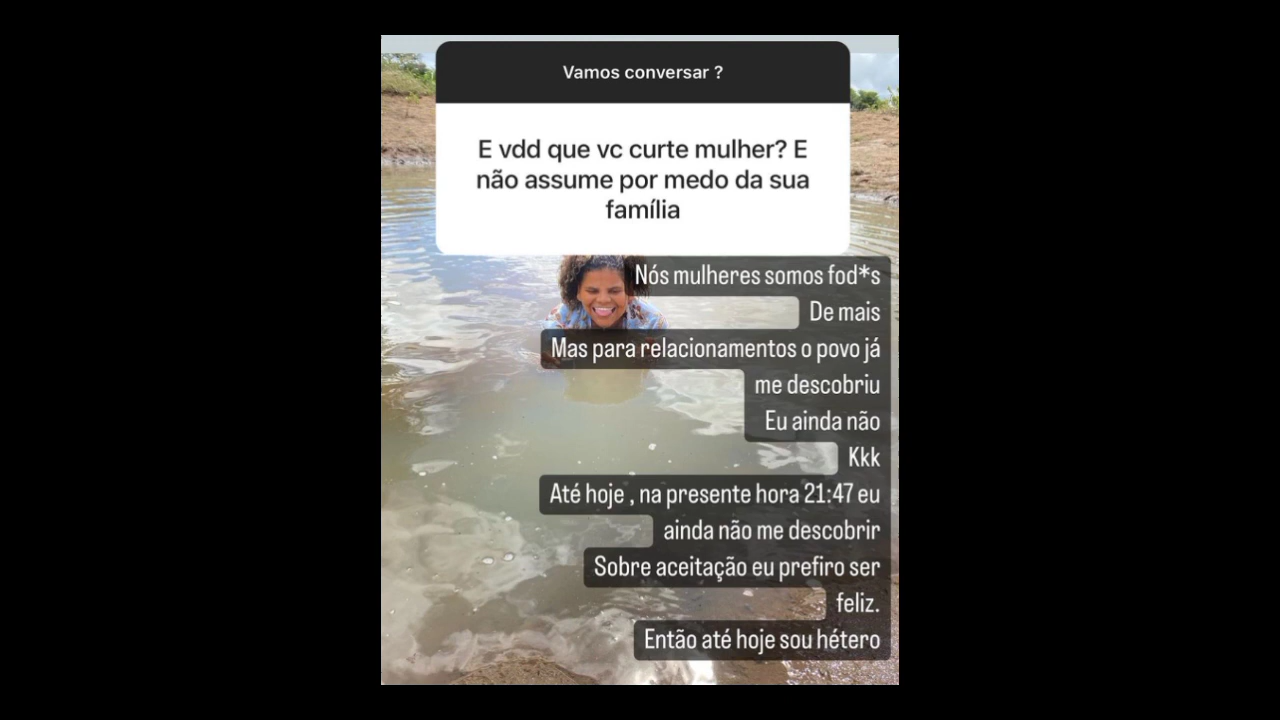 Vamos conversar ?
E vdd que vc curte mulher? E
não assume por medo da sua
família
Nós mulheres somos fod*s
De mais
Mas para relacionamentos o povo já
me descobriu
Eu ainda não
Kkk
Até hoje , na presente hora 21:47 eu
ainda não me descobrir
Sobre aceitação eu prefiro ser
feliz.
Então até hoje sou hétero